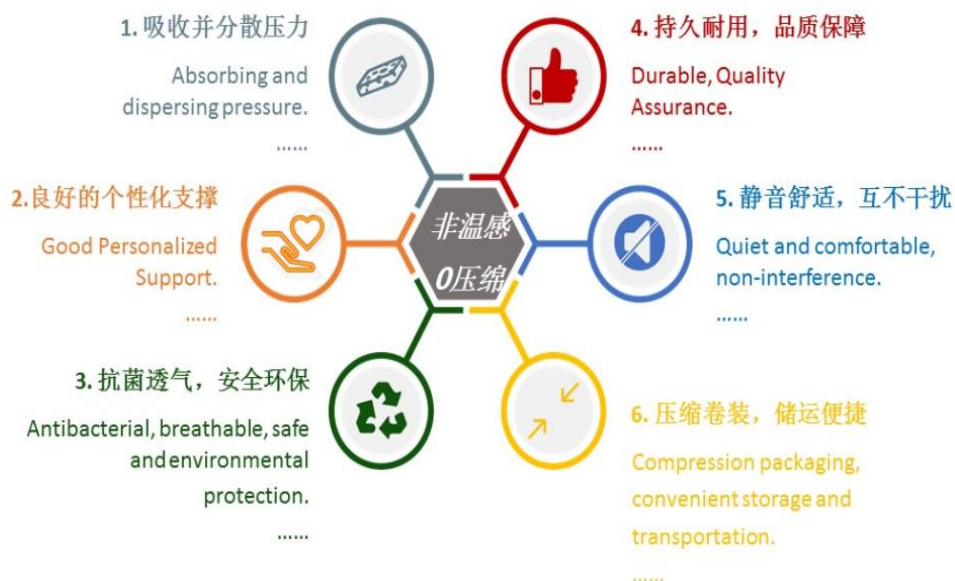 1. 吸收并分散压力
Absorbing and
dispersing pressure.
......
2.良好的个性化支撑
Good Personalized
Support.
......
3. 抗菌透气，安全环保
Antibacterial, breathable, safe
and environmental
protection.
......
非温感
0压绵
4. 持久耐用，品质保障
Durable, Quality
Assurance.
......
5. 静音舒适，互不干扰
Quiet and comfortable,
non-interference.
......
6. 压缩卷装，储运便捷
Compression packaging,
convenient storage and
transportation.
......